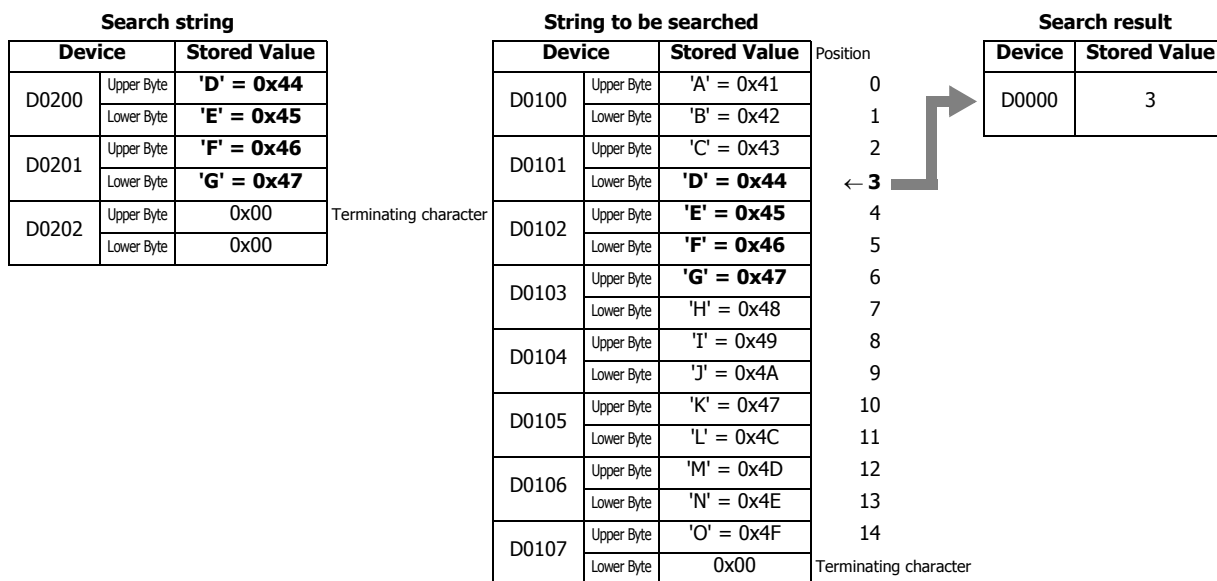 Search string
Device Stored Value
D0200 Upper Byte 'D' = 0x44
Lower Byte 'E' = 0x45
D0201 Upper Byte 'F' = 0x46
Lower Byte 'G' = 0x47
D0202 Upper Byte 0x00 Terminating character
Lower Byte 0x00
String to be searched
Device Stored Value Position
D0100 Upper Byte 'A' = 0x41 0
Lower Byte 'B' = 0x42 1
D0101 Upper Byte 'C' = 0x43 2
Lower Byte 'D' = 0x44 ← 3
D0102 Upper Byte 'E' = 0x45 4
Lower Byte 'F' = 0x46 5
D0103 Upper Byte 'G' = 0x47 6
Lower Byte 'H' = 0x48 7
D0104 Upper Byte 'I' = 0x49 8
Lower Byte 'J' = 0x4A 9
D0105 Upper Byte 'K' = 0x47 10
Lower Byte 'L' = 0x4C 11
D0106 Upper Byte 'M' = 0x4D 12
Lower Byte 'N' = 0x4E 13
D0107 Upper Byte 'O' = 0x4F 14
Lower Byte 0x00 Terminating character
Search result
Device Stored Value
D0000 3